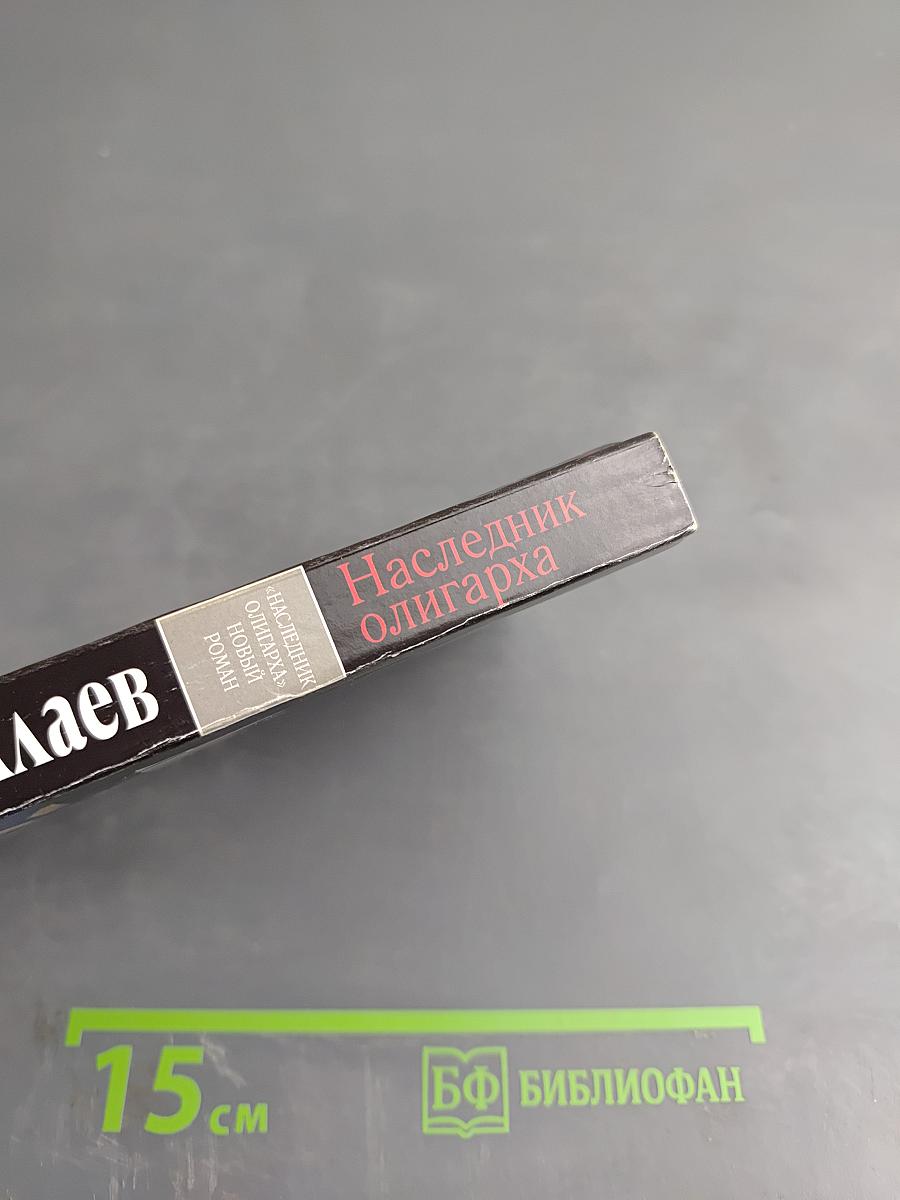 Наследник
олигарха
«НАСЛЕДНИК
ОЛИГАРХА»
НОВЫЙ
РОМАН
лаев
15 см
БФ БИБЛИОФАН